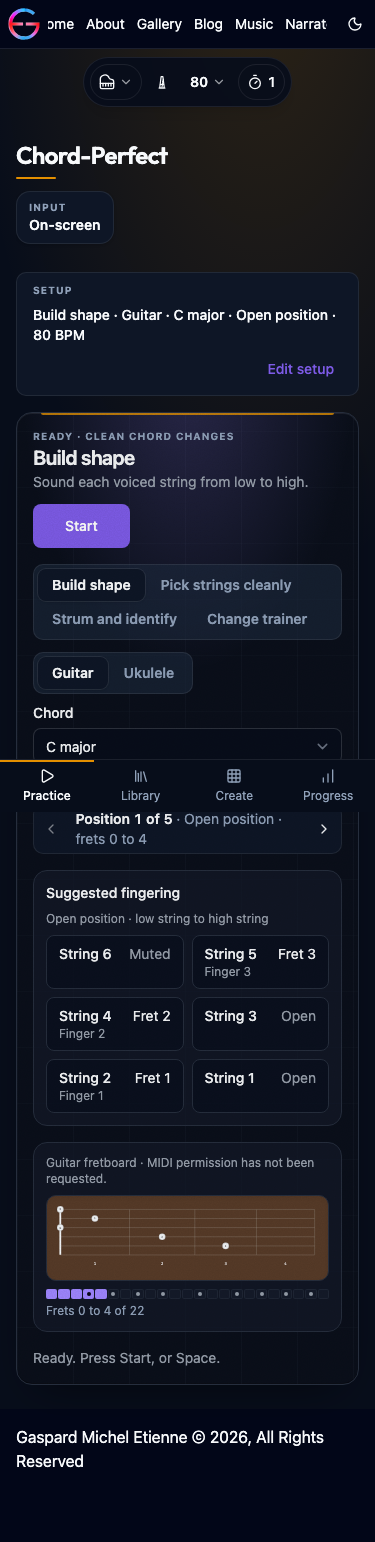 ome About Gallery Blog Music Narrat
80 1
Chord-Perfect
INPUT
On-screen
SETUP
Build shape · Guitar · C major · Open position ·
80 BPM
Edit setup
READY · CLEAN CHORD CHANGES
Build shape
Sound each voiced string from low to high.
Start
Build shape Pick strings cleanly
Strum and identify Change trainer
Guitar Ukulele
Chord
C major
Practice Library Create Progress
Position 1 of 5 · Open position ·
frets 0 to 4
Suggested fingering
Open position · low string to high string
String 6 Muted String 5 Fret 3
Finger 3
String 4 Fret 2 String 3 Open
Finger 2
String 2 Fret 1 String 1 Open
Finger 1
Guitar fretboard · MIDI permission has not been
requested.
1 2 3 4
Frets 0 to 4 of 22
Ready. Press Start, or Space.
Gaspard Michel Etienne © 2026, All Rights
Reserved